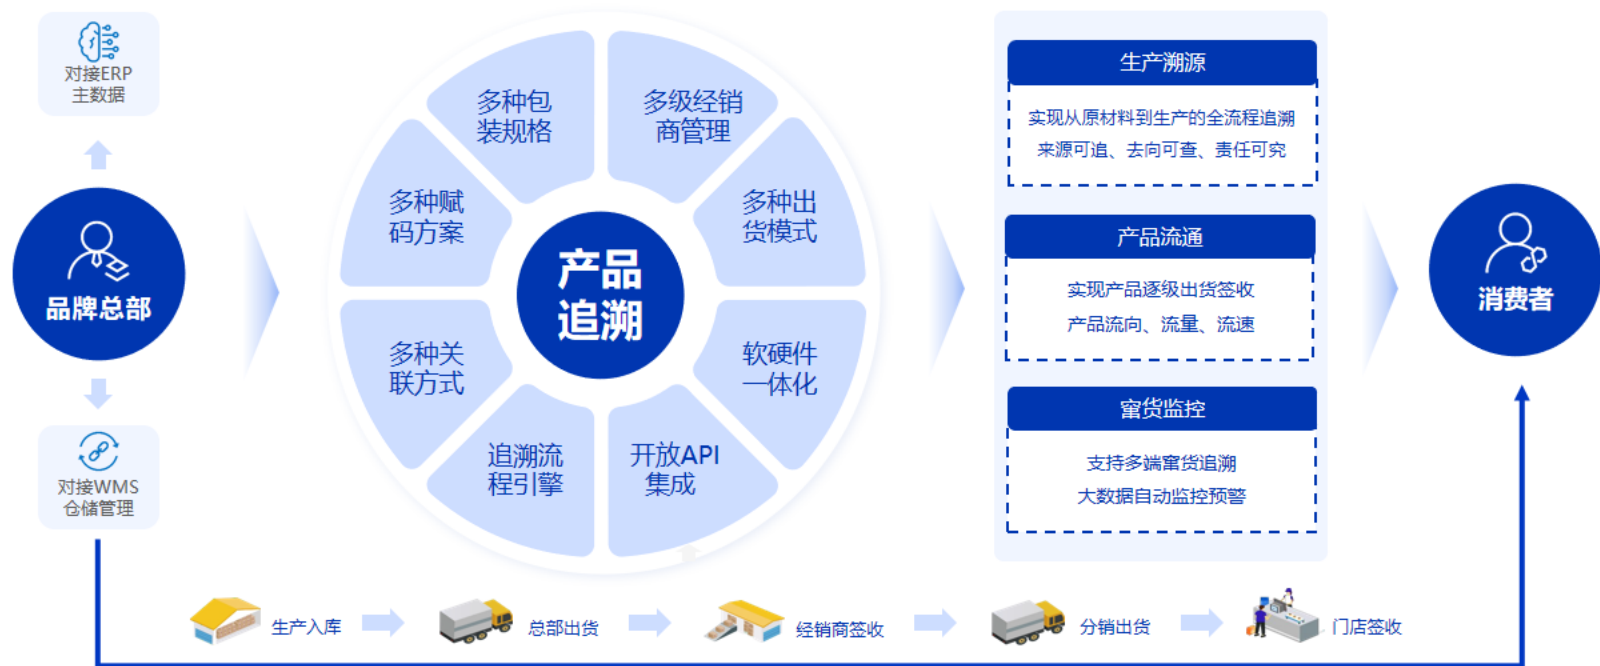 对接ERP
主数据
品牌总部
对接WMS
仓储管理
多种包
装规格
多级经销
商管理
多种赋
码方案
多种出
货模式
产品
追溯
多种关
联方式
软硬件
一体化
追溯流
程引擎
开放API
集成
生产溯源
实现从原材料到生产的全流程追溯
来源可追、去向可查、责任可究
产品流通
实现产品逐级出货签收
产品流向、流量、流速
窜货监控
支持多端窜货追溯
大数据自动监控预警
消费者
生产入库
总部出货
经销商签收
分销出货
门店签收